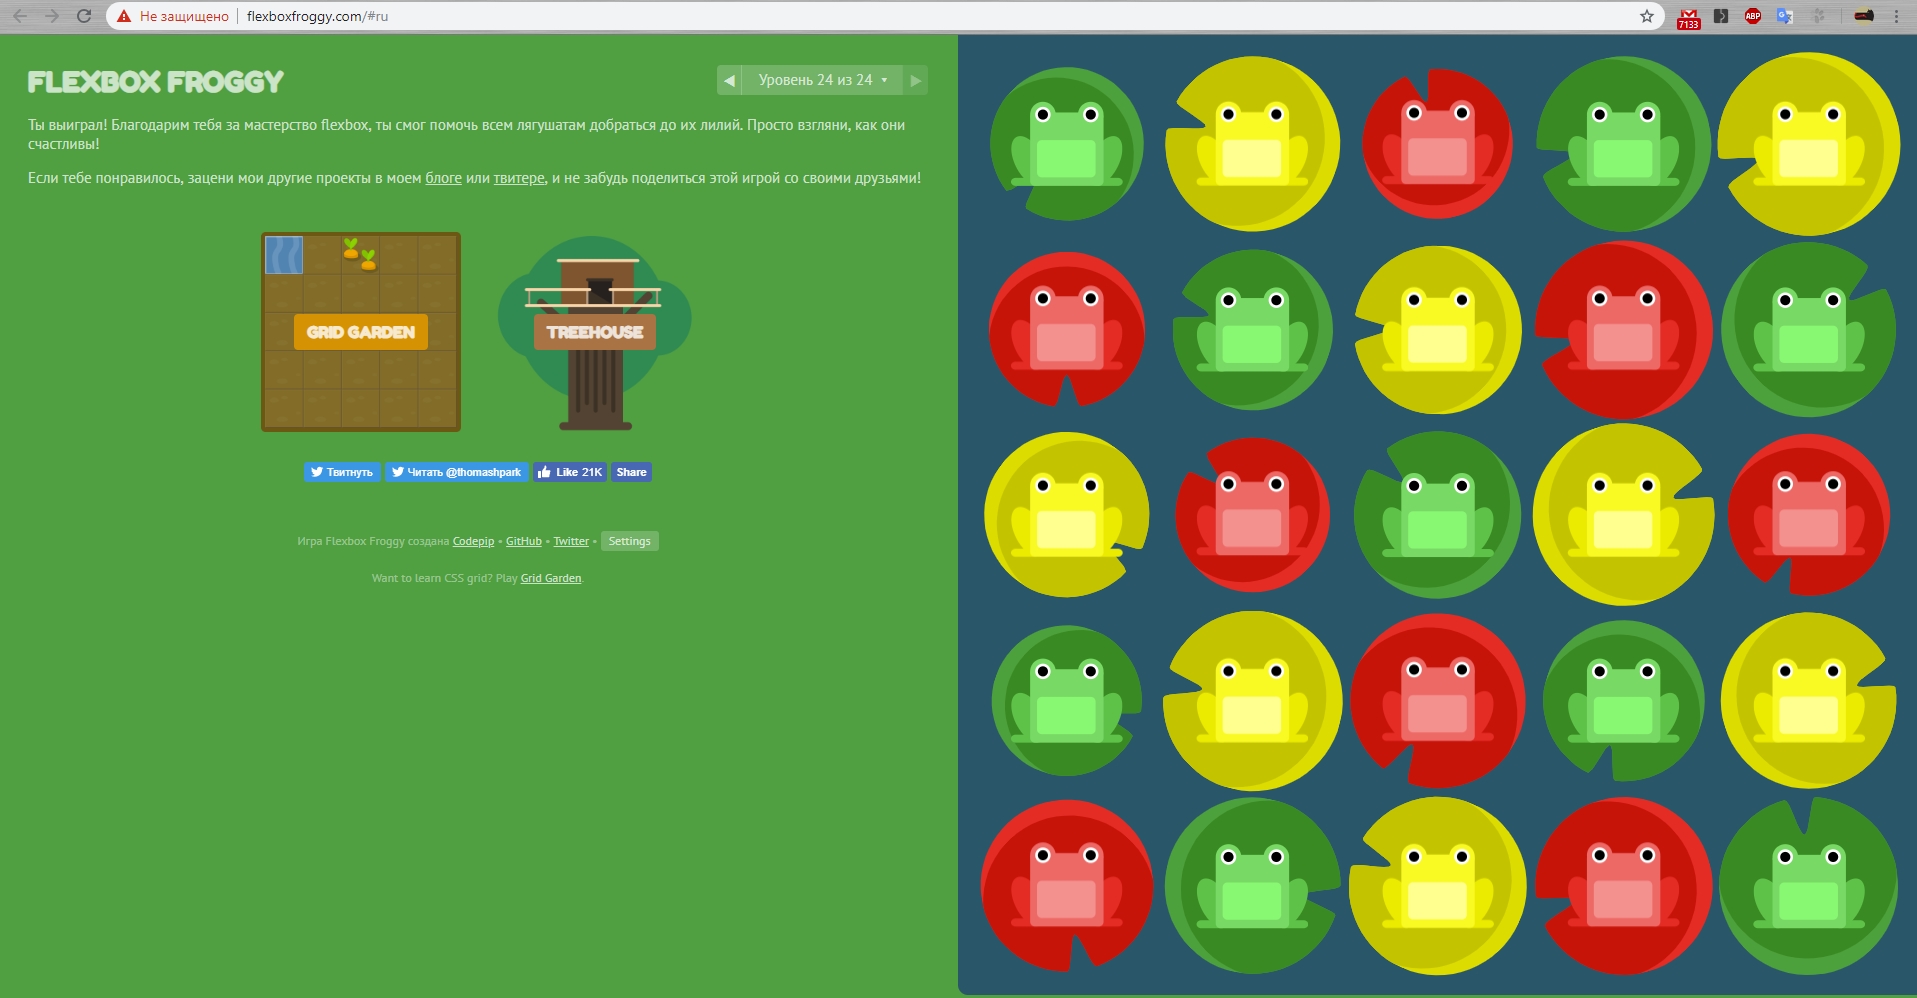 Не защищено
flexboxfroggy.com/#ru
7133
ABP
FLEXBOX FROGGY
◀ Уровень 24 из 24 ▾ ▶
Ты выиграл! Благодарим тебя за мастерство flexbox, ты смог помочь всем лягушатам добраться до их лилий. Просто взгляни, как они
счастливы!
Если тебе понравилось, зацени мои другие проекты в моем блоге или твитере, и не забудь поделиться этой игрой со своими друзьями!
GRID GARDEN
TREEHOUSE
Твитнуть
Читать @thomashpark
Like 21K
Share
Игра Flexbox Froggy создана Codepip • GitHub • Twitter • Settings
Want to learn CSS grid? Play Grid Garden.